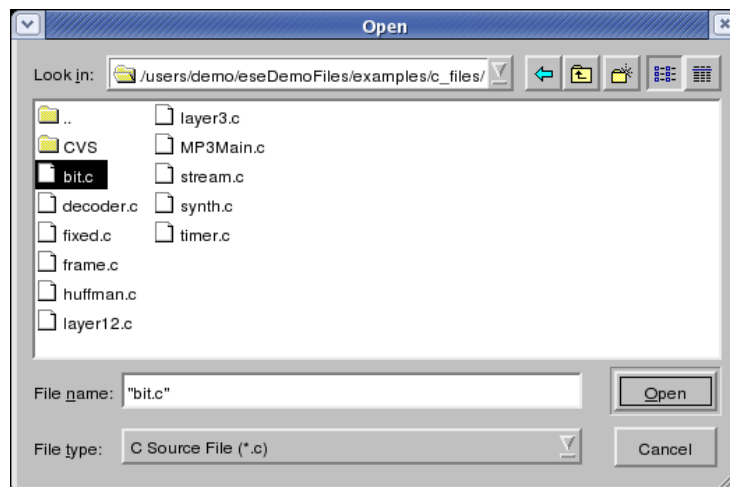 Open
Look in: /users/demo/eseDemoFiles/examples/c_files/
..
CVS
bit.c
decoder.c
fixed.c
frame.c
huffman.c
layer12.c
layer3.c
MP3Main.c
stream.c
synth.c
timer.c
File name: "bit.c"
Open
File type: C Source File (*.c)
Cancel